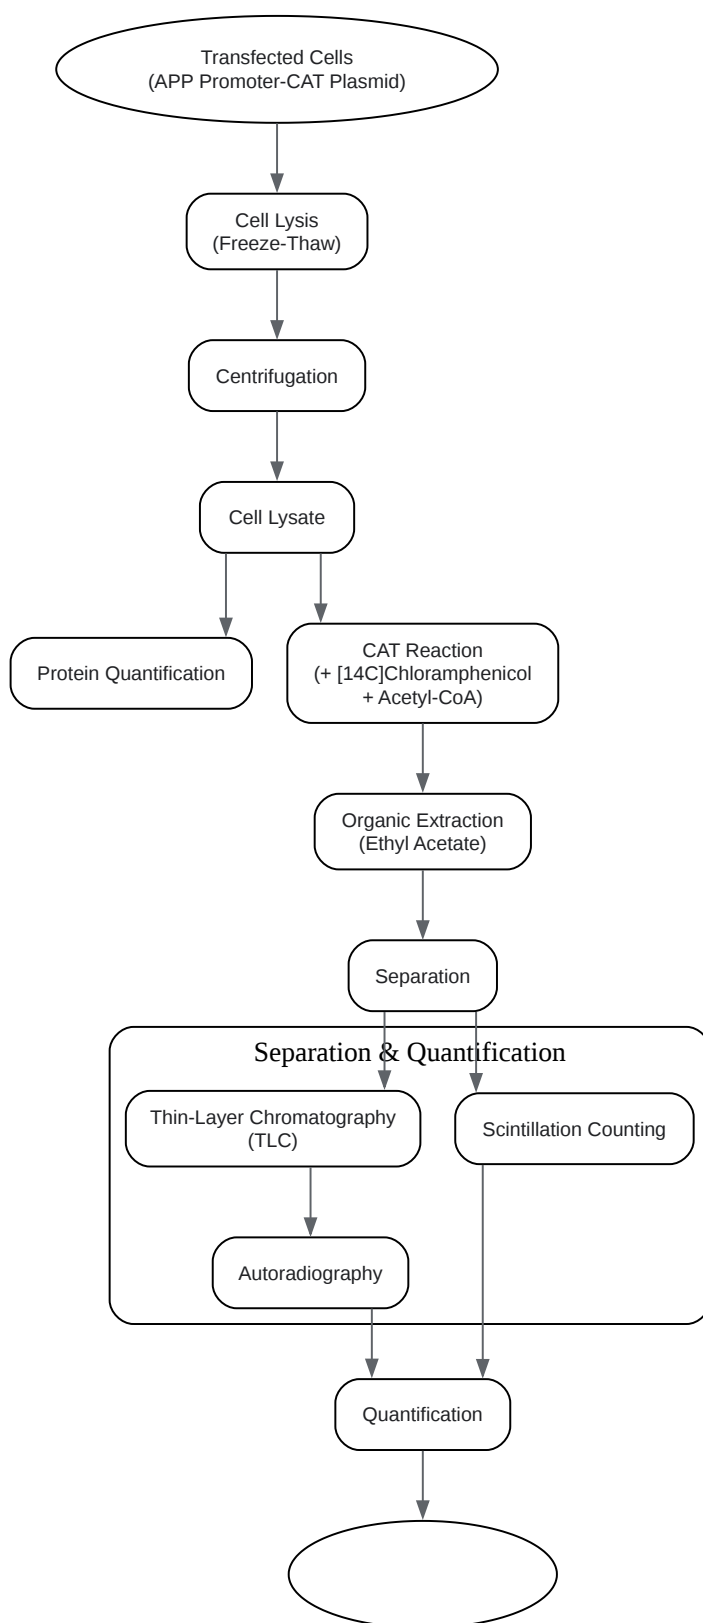 Transfected Cells
(APP Promoter-CAT Plasmid)
Cell Lysis
(Freeze-Thaw)
Centrifugation
Cell Lysate
Protein Quantification
CAT Reaction
(+ [14C]Chloramphenicol
+ Acetyl-CoA)
Organic Extraction
(Ethyl Acetate)
Separation
Separation & Quantification
Thin-Layer Chromatography
(TLC)
Scintillation Counting
Autoradiography
Quantification